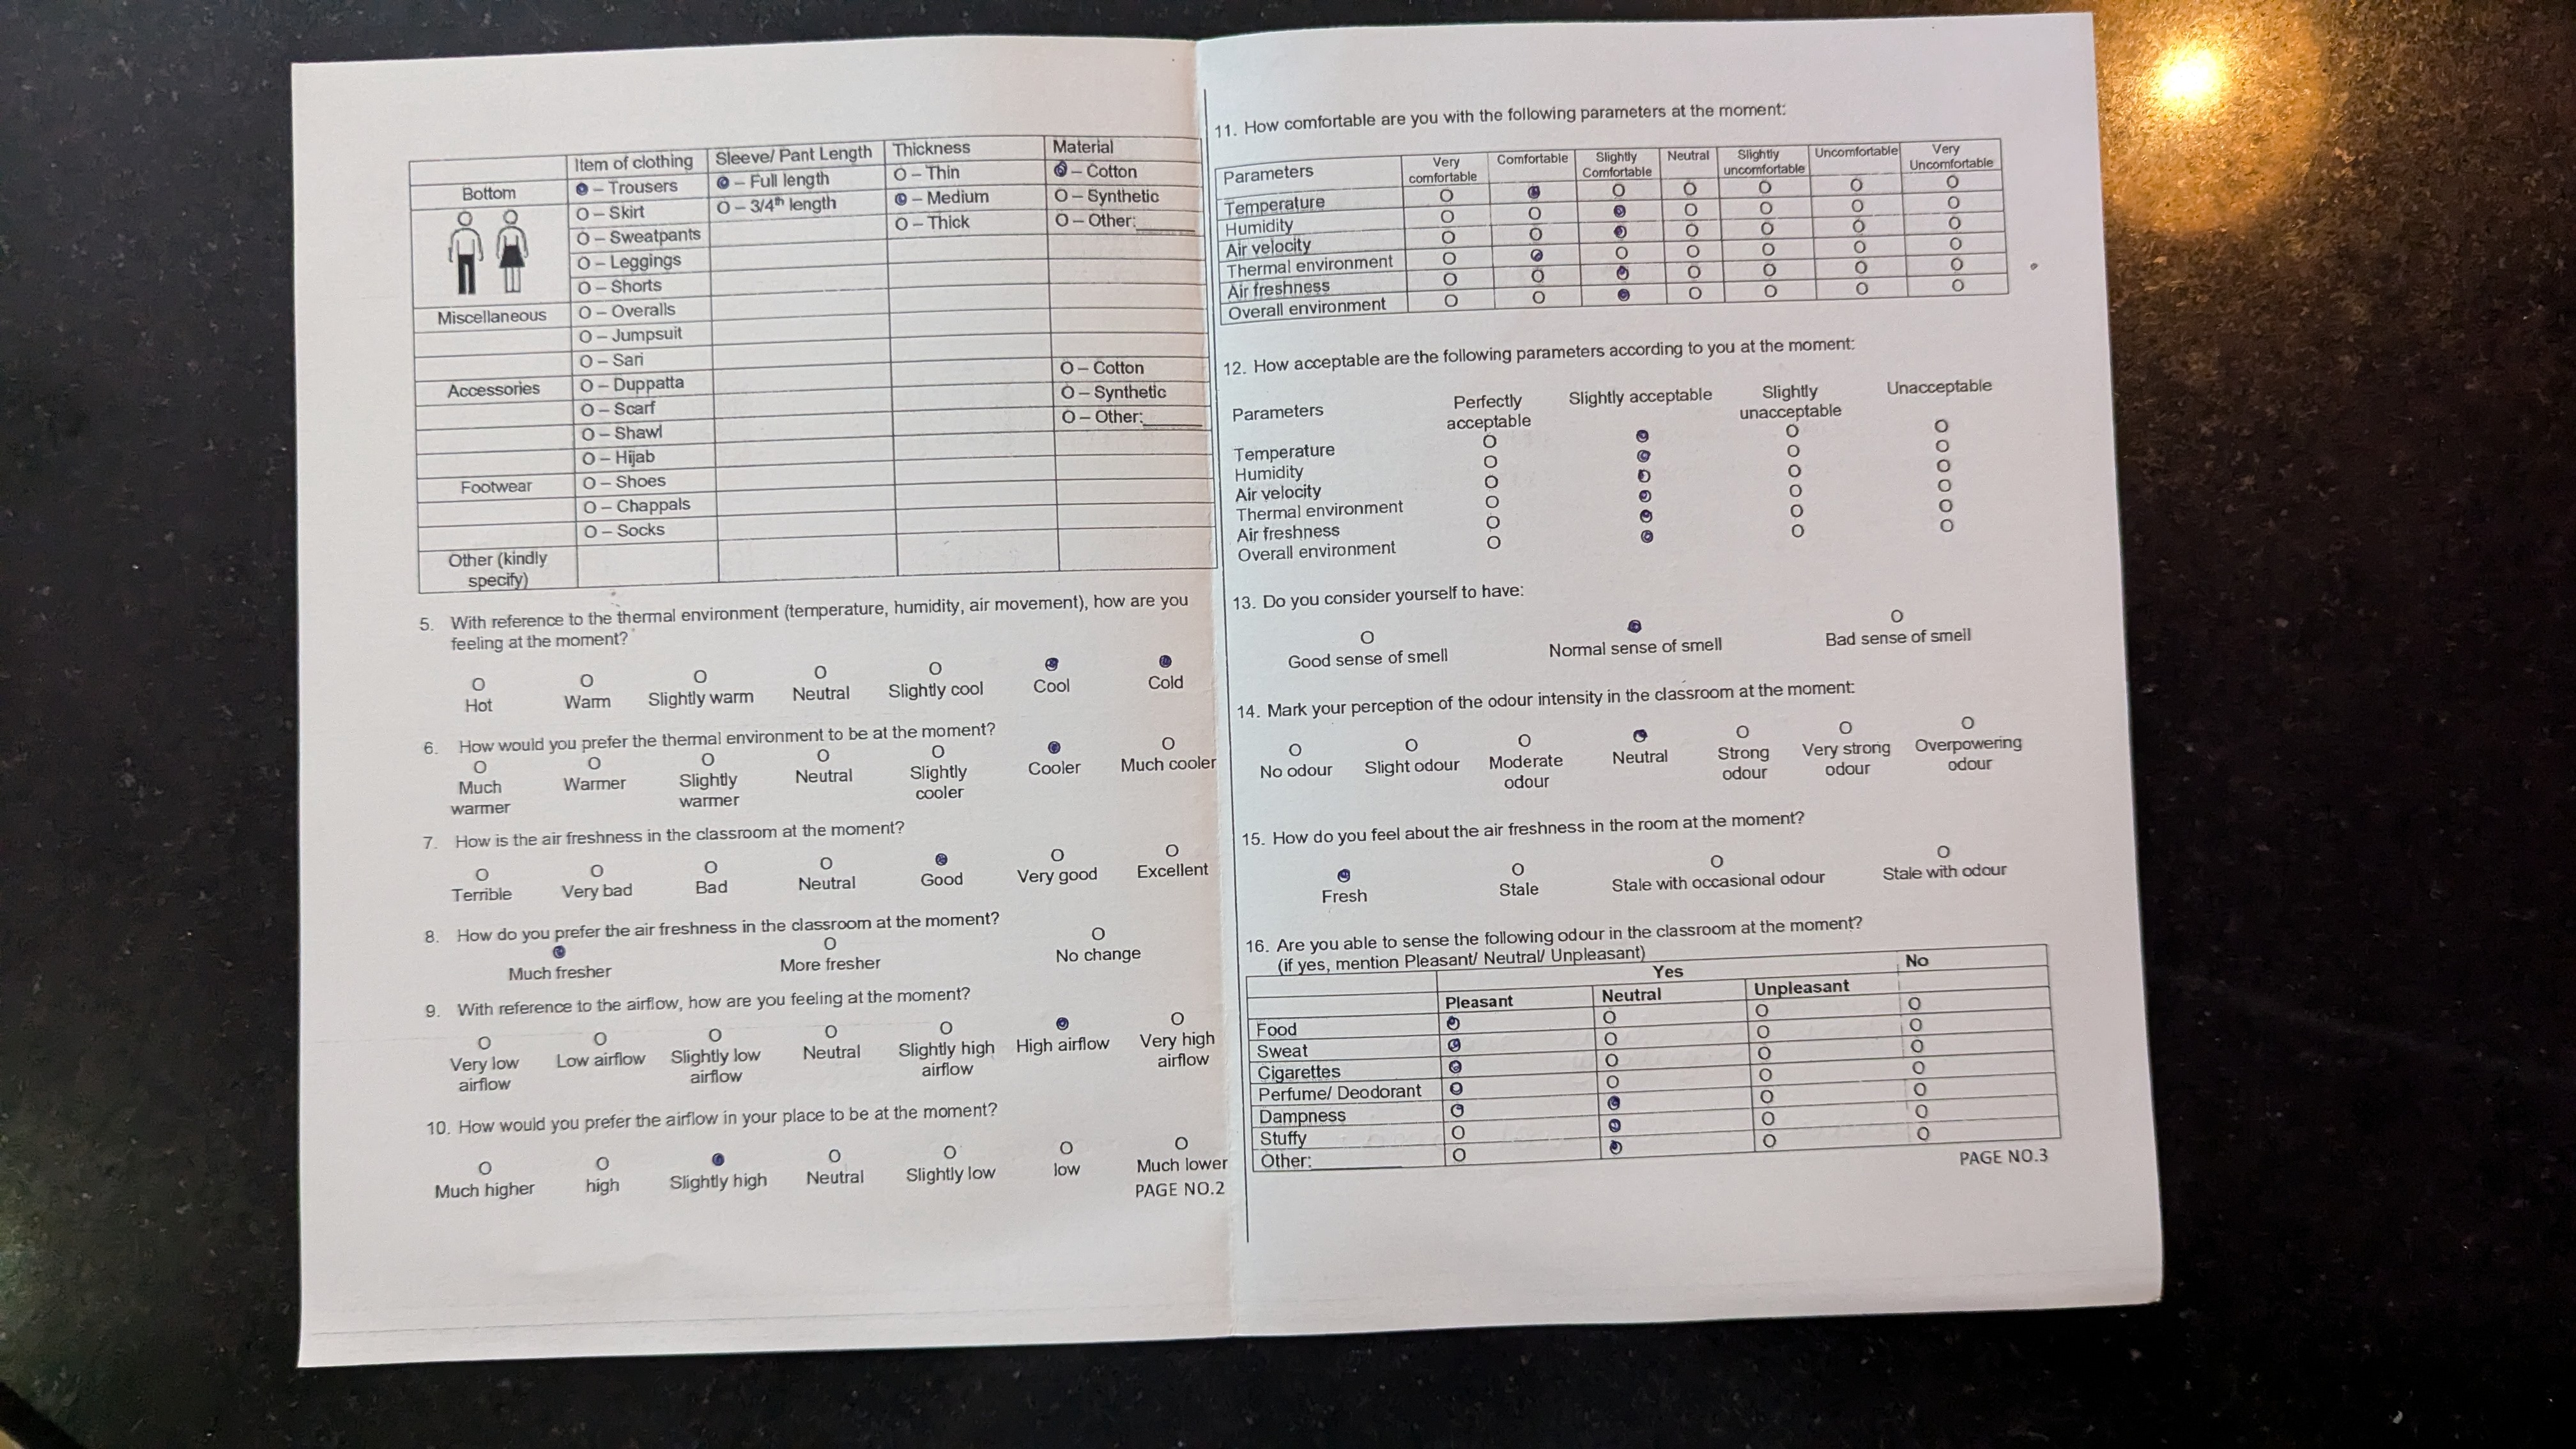 Item of clothing Sleeve/ Pant Length Thickness Material
Bottom O – Trousers O – Full length O – Thin O – Cotton
O – Skirt O – 3/4th length O – Medium O – Synthetic
O – Sweatpants O – Thick O – Other:______
O – Leggings
O – Shorts
Miscellaneous O – Overalls
O – Jumpsuit
O – Sari O – Cotton
Accessories O – Duppatta O – Synthetic
O – Scarf O – Other:______
O – Shawl
O – Hijab
Footwear O – Shoes
O – Chappals
O – Socks
Other (kindly
specify)
5. With reference to the thermal environment (temperature, humidity, air movement), how are you
feeling at the moment?
O O O O O O O
Hot Warm Slightly warm Neutral Slightly cool Cool Cold
6. How would you prefer the thermal environment to be at the moment?
O O O O O O O
Much Warmer Slightly Neutral Slightly Cooler Much cooler
warmer warmer cooler
7. How is the air freshness in the classroom at the moment?
O O O O O O O
Terrible Very bad Bad Neutral Good Very good Excellent
8. How do you prefer the air freshness in the classroom at the moment?
O O O
Much fresher More fresher No change
9. With reference to the airflow, how are you feeling at the moment?
O O O O O O O
Very low Low airflow Slightly low Neutral Slightly high High airflow Very high
airflow airflow airflow airflow
10. How would you prefer the airflow in your place to be at the moment?
O O O O O O O
Much higher high Slightly high Neutral Slightly low low Much lower
PAGE NO.2
11. How comfortable are you with the following parameters at the moment:
Parameters Very Comfortable Slightly Neutral Slightly Uncomfortable Very
comfortable Comfortable uncomfortable Uncomfortable
Temperature O O O O O O O
Humidity O O O O O O O
Air velocity O O O O O O O
Thermal environment O O O O O O O
Air freshness O O O O O O O
Overall environment O O O O O O O
12. How acceptable are the following parameters according to you at the moment:
Parameters Perfectly Slightly acceptable Slightly Unacceptable
acceptable unacceptable
Temperature O O O O
Humidity O O O O
Air velocity O O O O
Thermal environment O O O O
Air freshness O O O O
Overall environment O O O O
13. Do you consider yourself to have:
O O O
Good sense of smell Normal sense of smell Bad sense of smell
14. Mark your perception of the odour intensity in the classroom at the moment:
O O O O O O O
No odour Slight odour Moderate Neutral Strong Very strong Overpowering
odour odour odour odour
15. How do you feel about the air freshness in the room at the moment?
O O O O
Fresh Stale Stale with occasional odour Stale with odour
16. Are you able to sense the following odour in the classroom at the moment?
(if yes, mention Pleasant/ Neutral/ Unpleasant)
Yes No
Pleasant Neutral Unpleasant
Food O O O O
Sweat O O O O
Cigarettes O O O O
Perfume/ Deodorant O O O O
Dampness O O O O
Stuffy O O O O
Other:__________ O O O O
PAGE NO.3